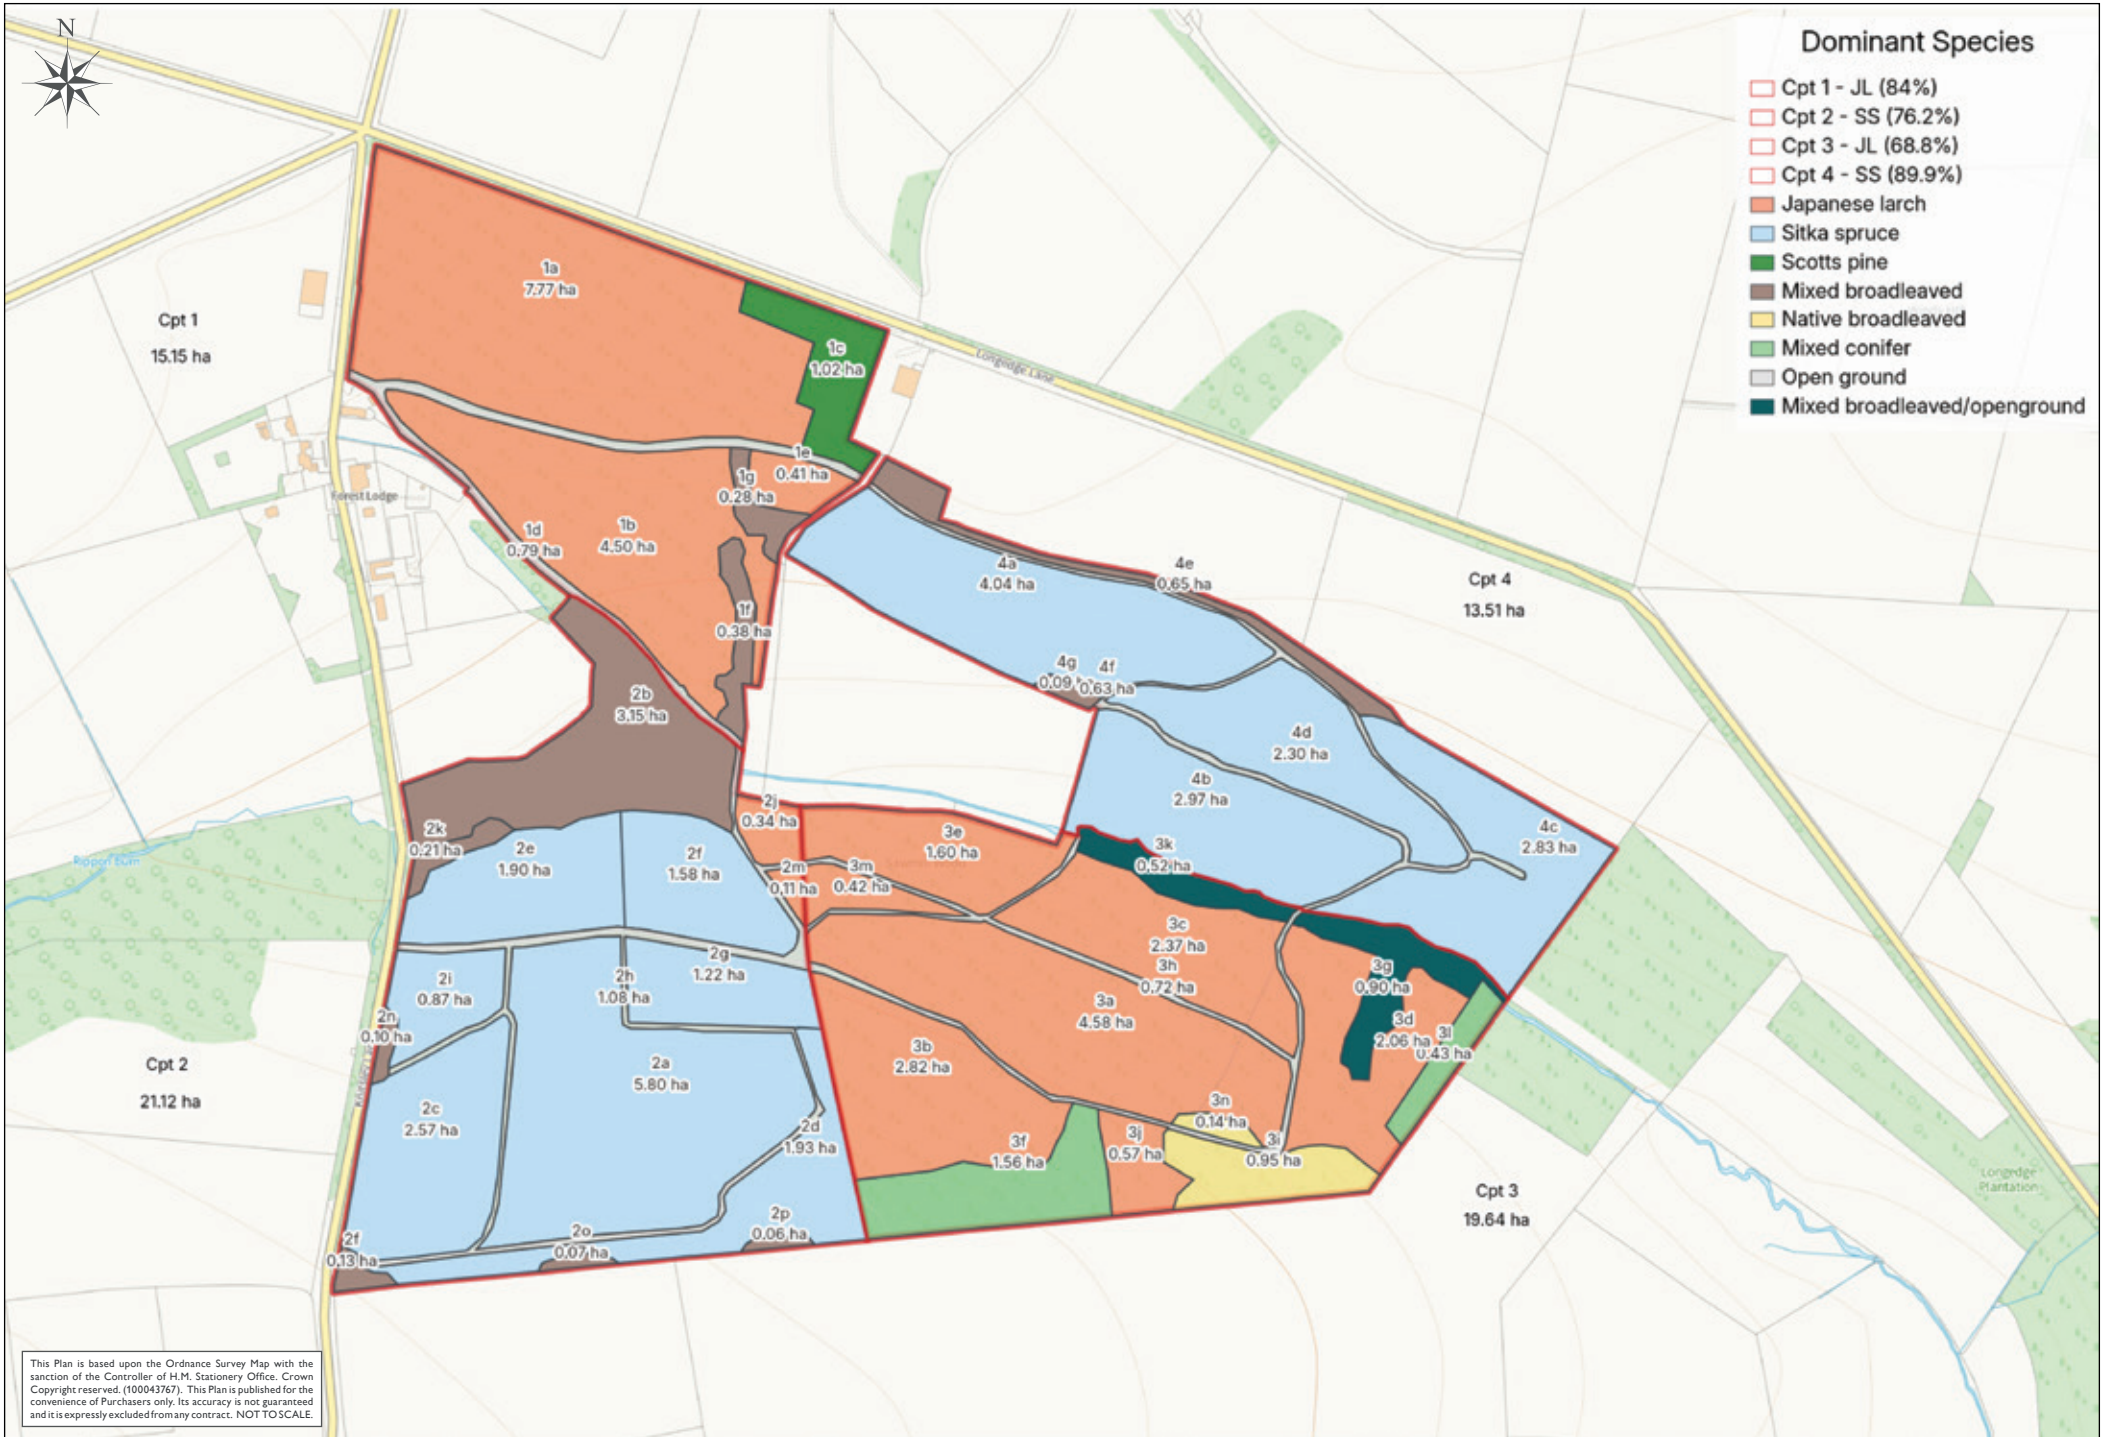 N
Dominant Species
Cpt 1 - JL (84%)
Cpt 2 - SS (76.2%)
Cpt 3 - JL (68.8%)
Cpt 4 - SS (89.9%)
Japanese larch
Sitka spruce
Scotts pine
Mixed broadleaved
Native broadleaved
Mixed conifer
Open ground
Mixed broadleaved/openground
1a
7.77 ha
Cpt 1
15.15 ha
1c
1.02 ha
Longedge Lane
1e
0.41 ha
1g
0.28 ha
Forest Lodge
1d
0.79 ha
1b
4.50 ha
4a
4.04 ha
4e
0.65 ha
Cpt 4
13.51 ha
1f
0.38 ha
4g
0.09
4f
0.63 ha
2b
3.15 ha
4d
2.30 ha
4b
2.97 ha
2j
0.34 ha
2k
0.21 ha
3e
1.60 ha
4c
2.83 ha
Rippon Burn
2e
1.90 ha
2f
1.58 ha
3k
0.52 ha
2m
0.11 ha
3m
0.42 ha
3c
2.37 ha
2g
1.22 ha
3h
0.72 ha
3g
0.90 ha
2i
0.87 ha
2h
1.08 ha
3a
4.58 ha
2n
0.10 ha
3d
2.06 ha
3l
0.43 ha
3b
2.82 ha
Cpt 2
21.12 ha
2a
5.80 ha
2c
2.57 ha
2d
1.93 ha
3n
0.14 ha
3f
1.56 ha
3j
0.57 ha
3i
0.95 ha
Longedge
Plantation
Cpt 3
19.64 ha
2p
0.06 ha
2o
0.07 ha
2f
0.13 ha
This Plan is based upon the Ordnance Survey Map with the
sanction of the Controller of H.M. Stationery Office. Crown
Copyright reserved. (100043767). This Plan is published for the
convenience of Purchasers only. Its accuracy is not guaranteed
and it is expressly excluded from any contract. NOT TO SCALE.